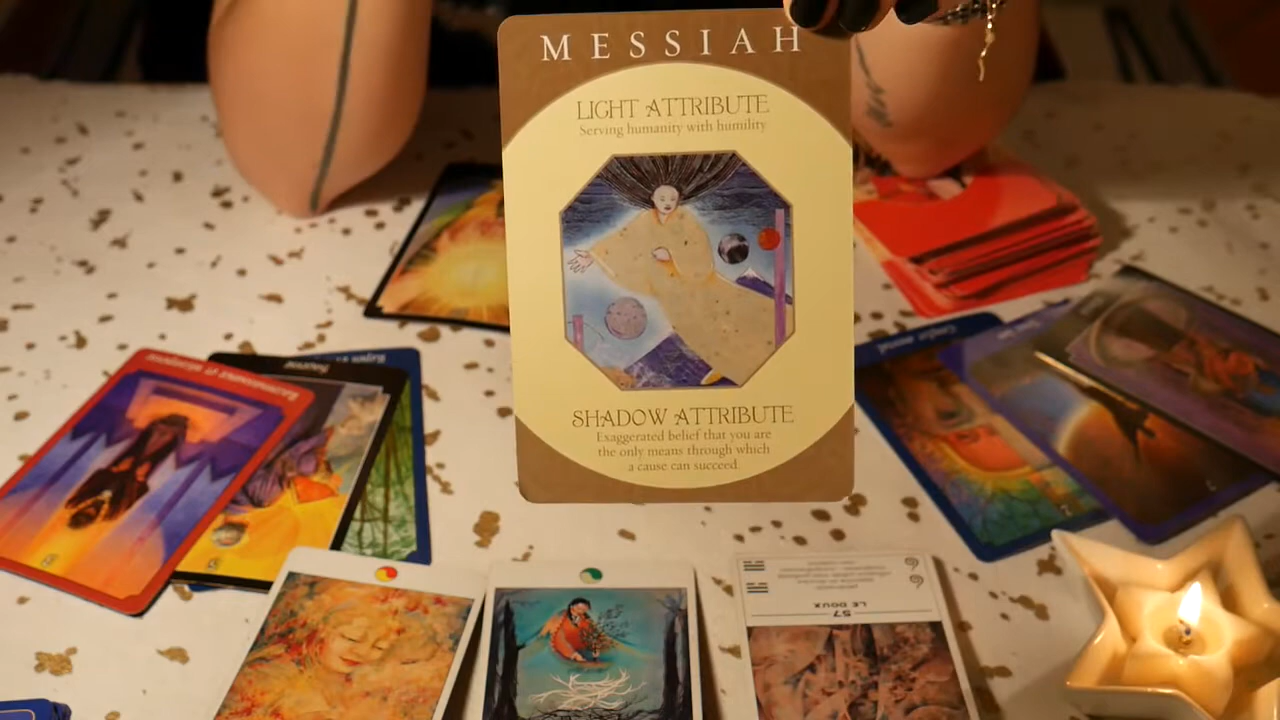 MESSIAH
LIGHT ATTRIBUTE
Serving humanity with humility
SHADOW ATTRIBUTE
Exaggerated belief that you are
the only means through which
a cause can succeed.
57
LE DOUX